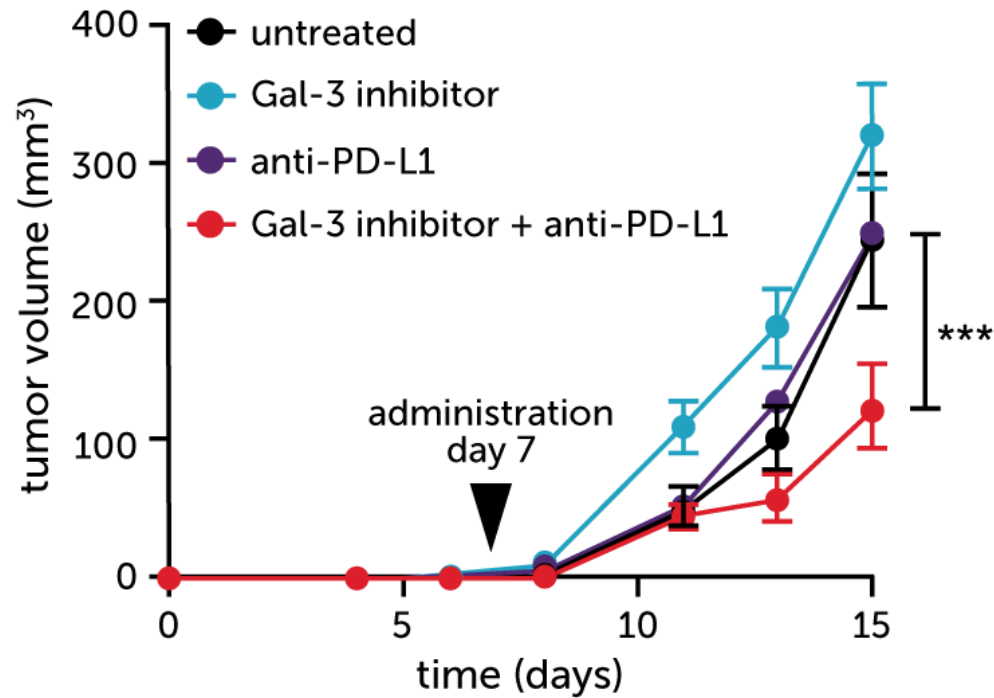 untreated
Gal-3 inhibitor
anti-PD-L1
Gal-3 inhibitor + anti-PD-L1
tumor volume (mm³)
400
300
200
100
0
administration
day 7
***
0 5 10 15
time (days)